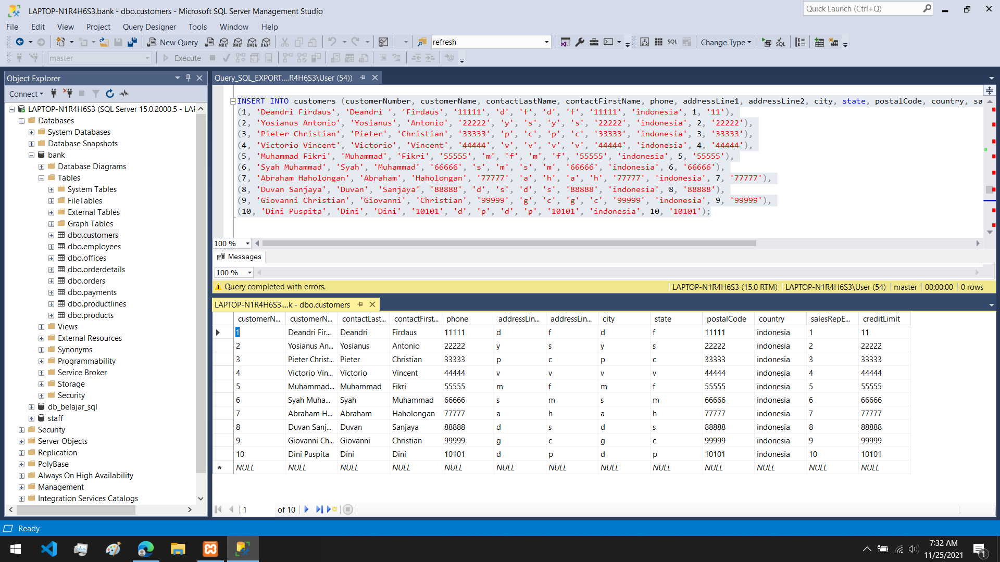 LAPTOP-N1R4H6S3.bank - dbo.customers - Microsoft SQL Server Management Studio
Quick Launch (Ctrl+Q)
File Edit View Project Query Designer Tools Window Help
New Query MDX DMX XMLA DAX refresh SQL Change Type SQL
master Execute
Object Explorer
Connect
LAPTOP-N1R4H6S3 (SQL Server 15.0.2000.5 - LAF
Databases
System Databases
Database Snapshots
bank
Database Diagrams
Tables
System Tables
FileTables
External Tables
Graph Tables
dbo.customers
dbo.employees
dbo.offices
dbo.orderdetails
dbo.orders
dbo.payments
dbo.productlines
dbo.products
Views
External Resources
Synonyms
Programmability
Service Broker
Storage
Security
db_belajar_sql
staff
Security
Server Objects
Replication
PolyBase
Always On High Availability
Management
Integration Services Catalogs
Query_SQL_EXPORT....R4H6S3\User (54))
INSERT INTO customers (customerNumber, customerName, contactLastName, contactFirstName, phone, addressLine1, addressLine2, city, state, postalCode, country, sa
(1, 'Deandri Firdaus', 'Deandri ', 'Firdaus', '11111', 'd', 'f', 'd', 'f', '11111', 'indonesia', 1, '11'),
(2, 'Yosianus Antonio', 'Yosianus', 'Antonio', '22222', 'y', 's', 'y', 's', '22222', 'indonesia', 2, '22222'),
(3, 'Pieter Christian', 'Pieter', 'Christian', '33333', 'p', 'c', 'p', 'c', '33333', 'indonesia', 3, '33333'),
(4, 'Victorio Vincent', 'Victorio', 'Vincent', '44444', 'v', 'v', 'v', 'v', '44444', 'indonesia', 4, '44444'),
(5, 'Muhammad Fikri', 'Muhammad', 'Fikri', '55555', 'm', 'f', 'm', 'f', '55555', 'indonesia', 5, '55555'),
(6, 'Syah Muhammad', 'Syah', 'Muhammad', '66666', 's', 'm', 's', 'm', '66666', 'indonesia', 6, '66666'),
(7, 'Abraham Haholongan', 'Abraham', 'Haholongan', '77777', 'a', 'h', 'a', 'h', '77777', 'indonesia', 7, '77777'),
(8, 'Duvan Sanjaya', 'Duvan', 'Sanjaya', '88888', 'd', 's', 'd', 's', '88888', 'indonesia', 8, '88888'),
(9, 'Giovanni Christian', 'Giovanni', 'Christian', '99999', 'g', 'c', 'g', 'c', '99999', 'indonesia', 9, '99999'),
(10, 'Dini Puspita', 'Dini', 'Dini', '10101', 'd', 'p', 'd', 'p', '10101', 'indonesia', 10, '10101');
100 %
Messages
100 %
Query completed with errors. LAPTOP-N1R4H6S3 (15.0 RTM) LAPTOP-N1R4H6S3\User (54) master 00:00:00 0 rows
LAPTOP-N1R4H6S3....k - dbo.customers
customerN... customerN... contactLast... contactFirst... phone addressLin... addressLin... city state postalCode country salesRepE... creditLimit
1 Deandri Fir... Deandri Firdaus 11111 d f d f 11111 indonesia 1 11
2 Yosianus An... Yosianus Antonio 22222 y s y s 22222 indonesia 2 22222
3 Pieter Christ... Pieter Christian 33333 p c p c 33333 indonesia 3 33333
4 Victorio Vin... Victorio Vincent 44444 v v v v 44444 indonesia 4 44444
5 Muhammad... Muhammad Fikri 55555 m f m f 55555 indonesia 5 55555
6 Syah Muha... Syah Muhammad 66666 s m s m 66666 indonesia 6 66666
7 Abraham H... Abraham Haholongan 77777 a h a h 77777 indonesia 7 77777
8 Duvan Sanj... Duvan Sanjaya 88888 d s d s 88888 indonesia 8 88888
9 Giovanni Ch... Giovanni Christian 99999 g c g c 99999 indonesia 9 99999
10 Dini Puspita Dini Dini 10101 d p d p 10101 indonesia 10 10101
NULL NULL NULL NULL NULL NULL NULL NULL NULL NULL NULL NULL NULL
1 of 10
Ready
7:32 AM
11/25/2021
1